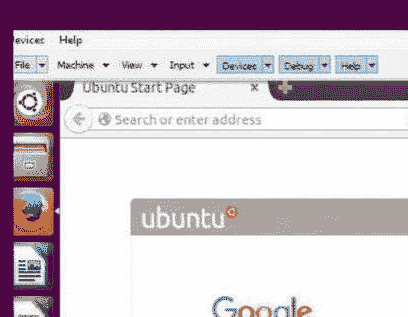 evices Help
File Machine View Input Devices Debug Help
Ubuntu Start Page
Search or enter address
ubuntu
Google